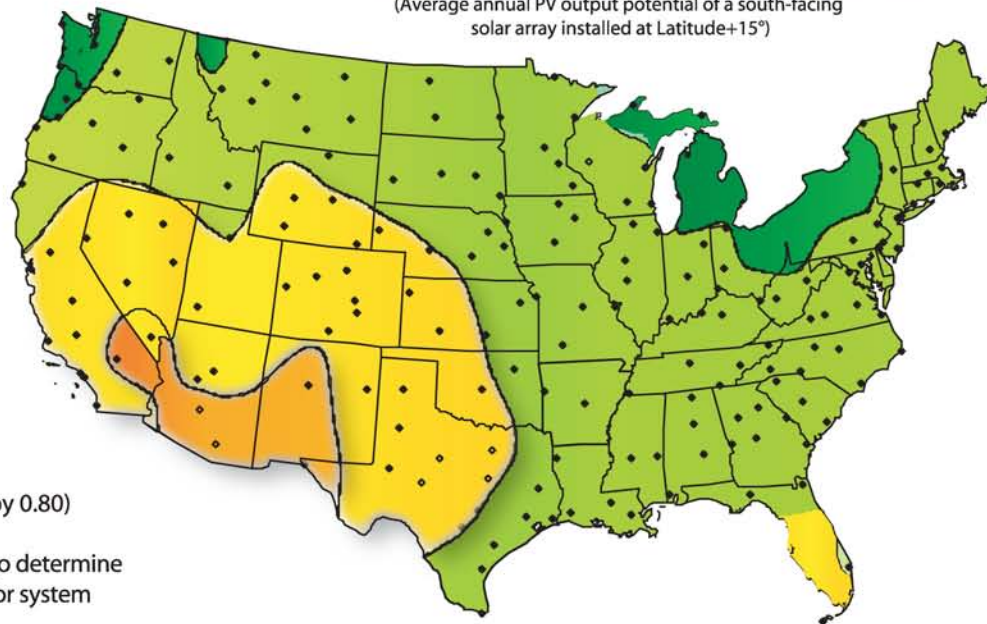 (Average annual PV output potential of a south-facing
solar array installed at Latitude+15°)
by 0.80)
o determine
or system